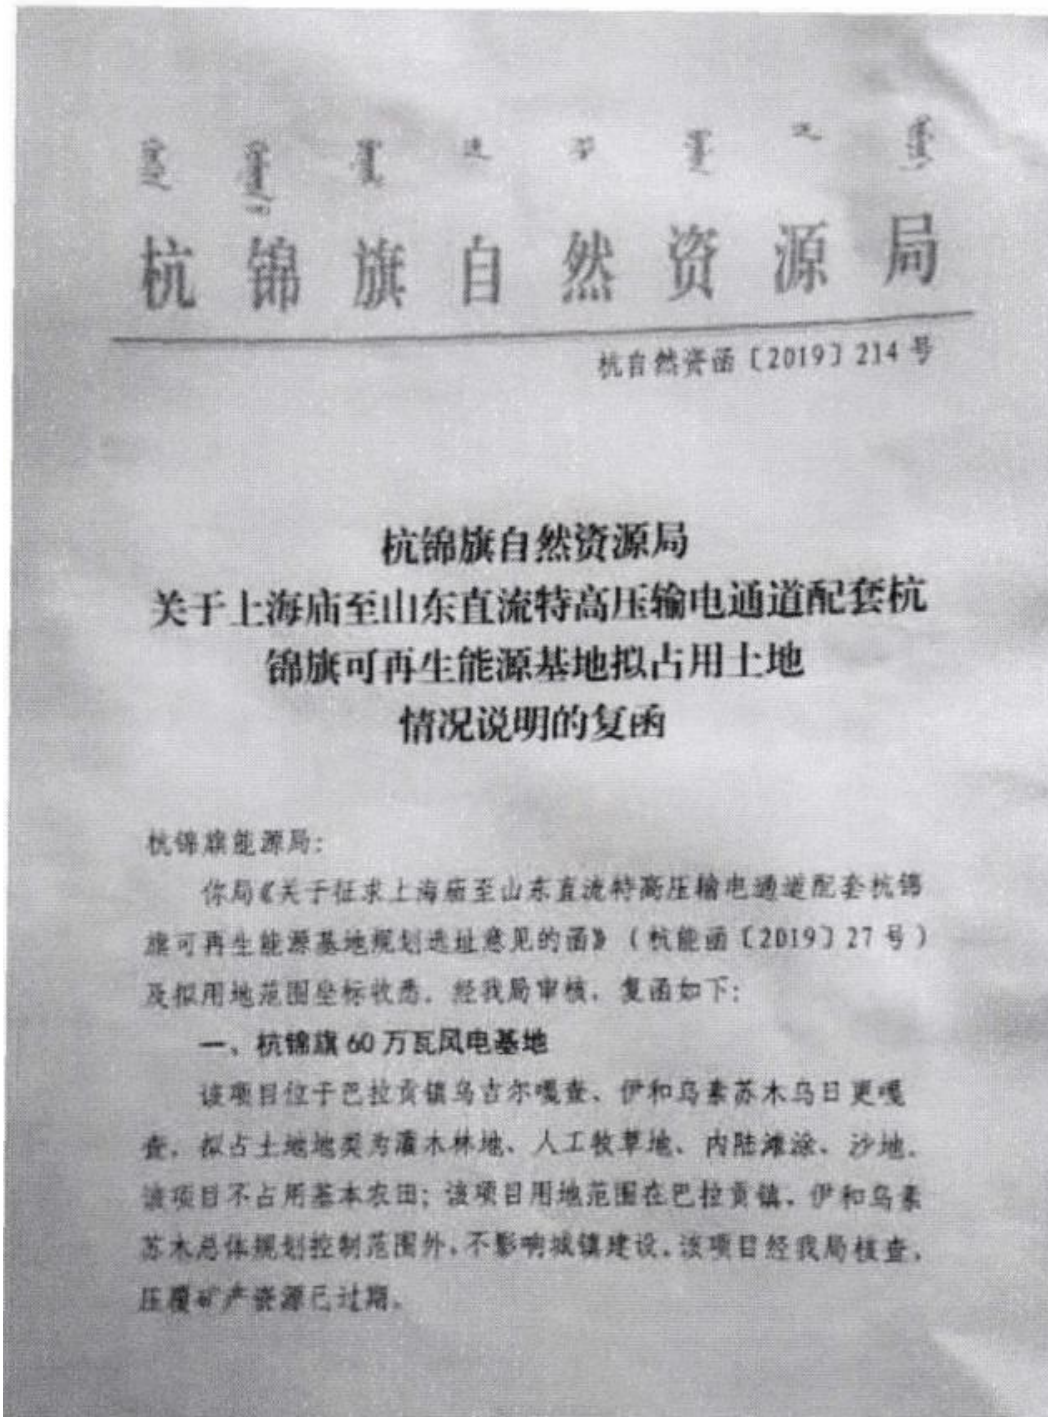 杭锦旗自然资源局
杭自然资函〔2019〕214号
杭锦旗自然资源局
关于上海庙至山东直流特高压输电通道配套杭
锦旗可再生能源基地拟占用土地
情况说明的复函
杭锦旗能源局：
你局《关于征求上海庙至山东直流特高压输电通道配套杭锦
旗可再生能源基地规划选址意见的函》（杭能函〔2019〕27号）
及拟用地范围坐标收悉。经我局审核，复函如下：
一、杭锦旗60万瓦风电基地
该项目位于巴拉贡镇乌吉尔嘎查、伊和乌素苏木乌日更嘎
查，拟占土地地类为灌木林地、人工牧草地、内陆滩涂、沙地。
该项目不占用基本农田；该项目用地范围在巴拉贡镇、伊和乌素
苏木总体规划控制范围外，不影响城镇建设。该项目经我局核查，
压覆矿产资源已过期。